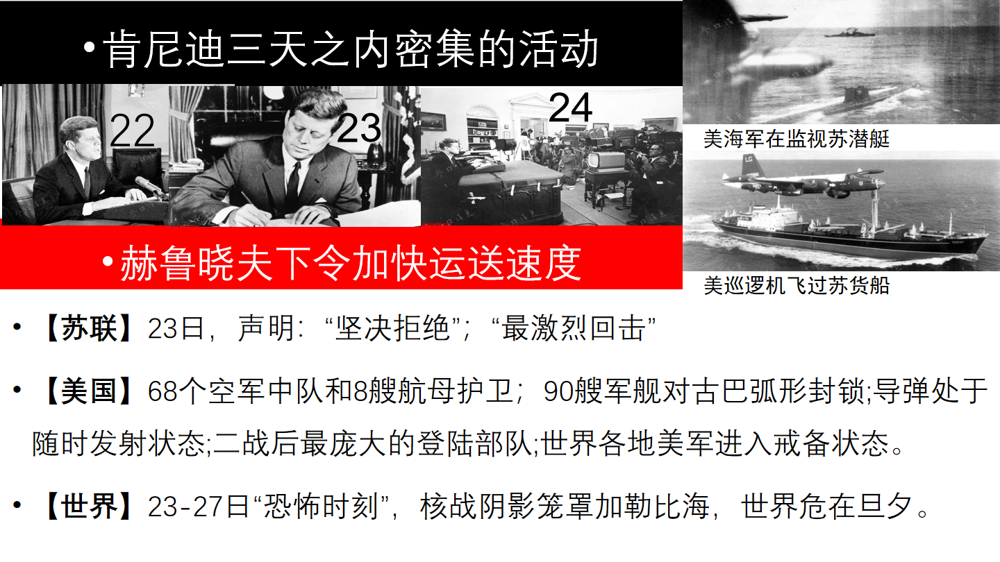 •肯尼迪三天之内密集的活动
22
23
24
美海军在监视苏潜艇
LG
8
美巡逻机飞过苏货船
•赫鲁晓夫下令加快运送速度
• 【苏联】23日，声明：“坚决拒绝”；“最激烈回击”
• 【美国】68个空军中队和8艘航母护卫；90艘军舰对古巴弧形封锁;导弹处于
随时发射状态;二战后最庞大的登陆部队;世界各地美军进入戒备状态。
• 【世界】23-27日“恐怖时刻”，核战阴影笼罩加勒比海，世界危在旦夕。